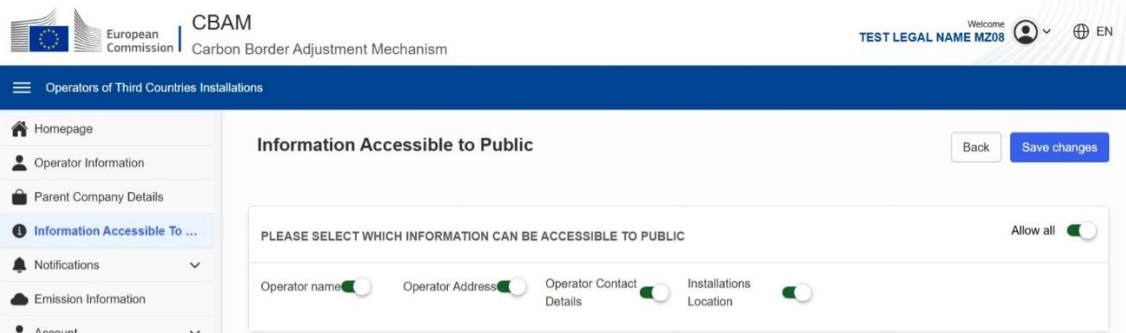 European
Commission
CBAM
Carbon Border Adjustment Mechanism
Welcome
TEST LEGAL NAME MZ08
EN
Operators of Third Countries Installations
Homepage
Operator Information
Parent Company Details
Information Accessible To ...
Notifications
Emission Information
Account
Information Accessible to Public
Back
Save changes
PLEASE SELECT WHICH INFORMATION CAN BE ACCESSIBLE TO PUBLIC
Allow all
Operator name
Operator Address
Operator Contact
Details
Installations
Location